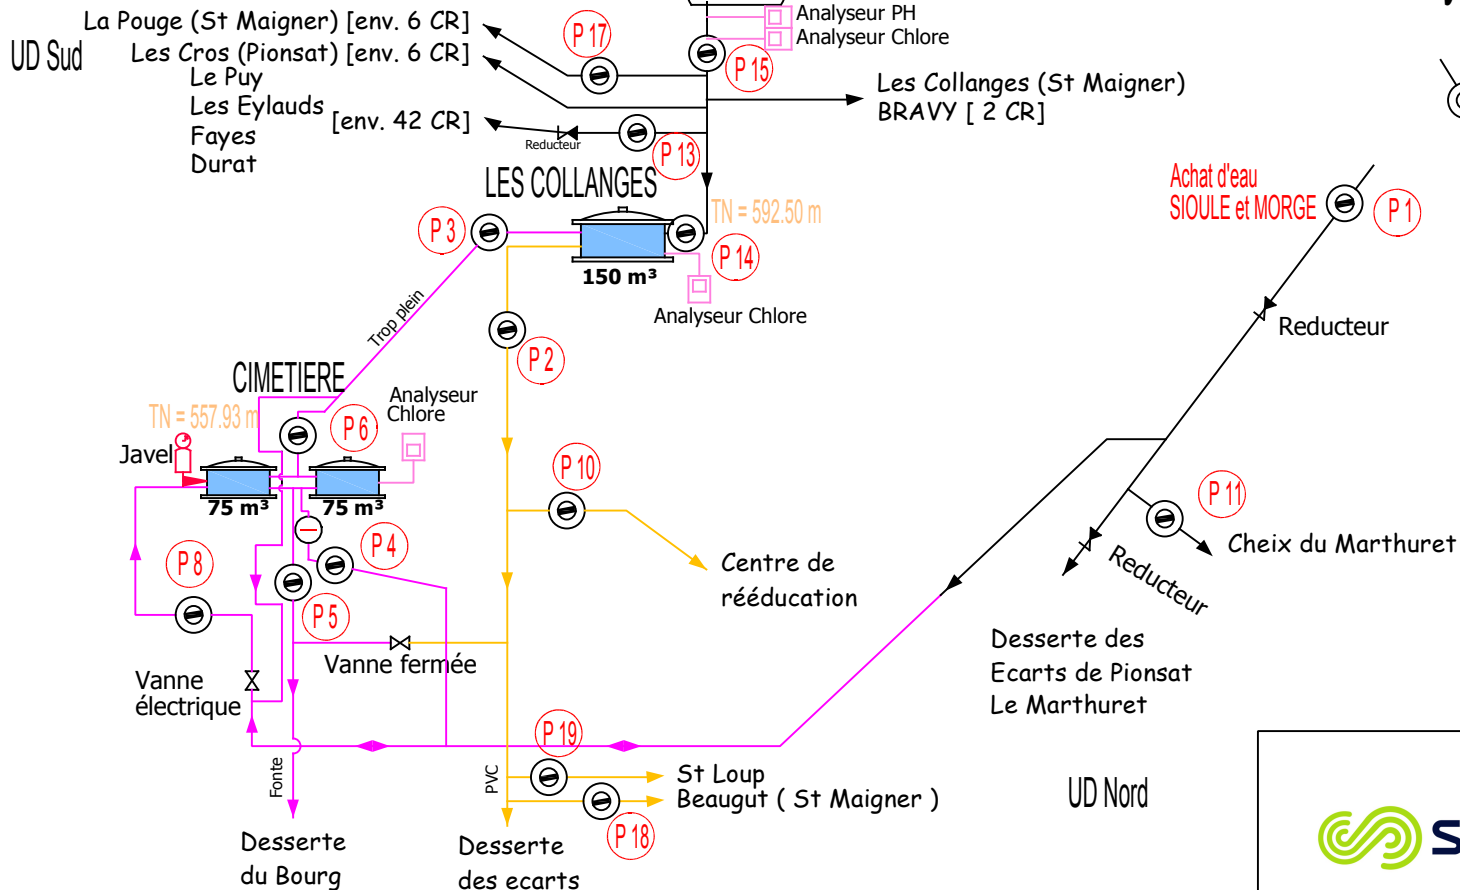 La Pouge (St Maigner) [env. 6 CR]
P 17
Analyseur PH
Analyseur Chlore
UD Sud
Les Cros (Pionsat) [env. 6 CR]
P 15
Le Puy
Les Eylauds
Fayes
Durat
[env. 42 CR]
Reducteur
P 13
Les Collanges (St Maigner)
BRAVY [ 2 CR]
LES COLLANGES
TN = 592.50 m
P 3
P 14
150 m³
Analyseur Chlore
Achat d'eau
SIOULE et MORGE
P 1
Reducteur
Trop plein
P 2
CIMETIERE
TN = 557.93 m
P 6
Analyseur
Chlore
Javel
75 m³
75 m³
P 10
P 11
Cheix du Marthuret
P 4
P 8
Centre de
rééducation
Reducteur
P 5
Vanne fermée
Vanne
électrique
Desserte des
Ecarts de Pionsat
Le Marthuret
P 19
Fonte
PVC
St Loup
Beaugut ( St Maigner )
P 18
UD Nord
Desserte
du Bourg
Desserte
des ecarts